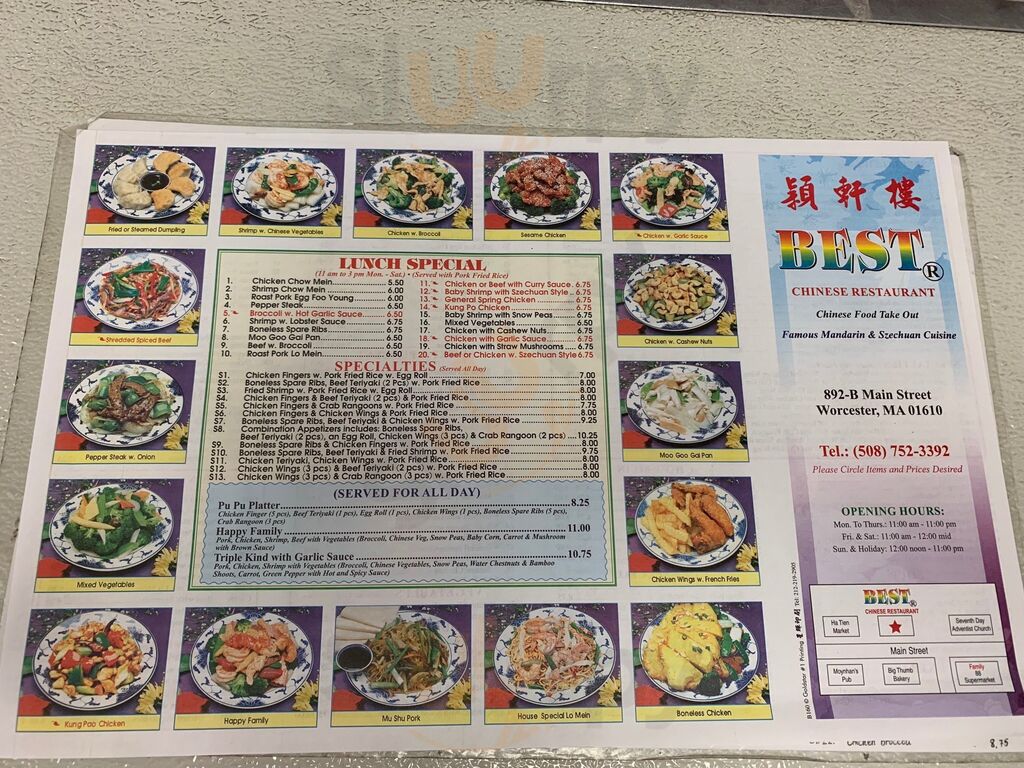 sluurpy
Fried or Steamed Dumpling
Shrimp w. Chinese Vegetables
Chicken w. Broccoli
Sesame Chicken
Chicken w. Garlic Sauce
Shredded Spiced Beef
Pepper Steak w. Onion
Mixed Vegetables
LUNCH SPECIAL
(11 am to 3 pm Mon. - Sat.) • (Served with Pork Fried Rice)
1. Chicken Chow Mein 5.50
2. Shrimp Chow Mein 6.00
3. Roast Pork Egg Foo Young 6.00
4. Pepper Steak 6.50
5. Broccoli w. Hot Garlic Sauce 6.50
6. Shrimp w. Lobster Sauce 6.75
7. Boneless Spare Ribs 6.75
8. Moo Goo Gai Pan 6.50
9. Beef w. Broccoli 6.50
10. Roast Pork Lo Mein 6.50
11. Chicken or Beef with Curry Sauce 6.75
12. Baby Shrimp with Szechuan Style 6.75
13. General Spring Chicken 6.75
14. Kung Po Chicken 6.75
15. Baby Shrimp with Snow Peas 6.75
16. Mixed Vegetables 6.50
17. Chicken with Cashew Nuts 6.75
18. Chicken with Garlic Sauce 6.75
19. Chicken with Straw Mushrooms 6.75
20. Beef or Chicken w. Szechuan Style 6.75
SPECIALTIES (Served All Day)
S1. Chicken Fingers w. Pork Fried Rice w. Egg Roll 7.00
S2. Boneless Spare Ribs, Beef Teriyaki (2 Pcs) w. Pork Fried Rice 8.00
S3. Fried Shrimp w. Pork Fried Rice w. Egg Roll 8.00
S4. Chicken Fingers & Beef Teriyaki (2 pcs) & Pork Fried Rice 8.00
S5. Chicken Fingers & Crab Rangoons w. Pork Fried Rice 7.75
S6. Chicken Fingers & Chicken Wings & Pork Fried Rice 8.00
S7. Boneless Spare Ribs, Beef Teriyaki & Chicken Wings w. Pork Fried Rice 9.25
S8. Combination Appetizer Includes: Boneless Spare Ribs,
Beef Teriyaki (2 pcs), an Egg Roll, Chicken Wings (3 pcs) & Crab Rangoon (2 pcs) 10.25
S9. Boneless Spare Ribs & Chicken Fingers w. Pork Fried Rice 8.00
S10. Boneless Spare Ribs, Beef Teriyaki & Fried Shrimp w. Pork Fried Rice 9.75
S11. Chicken Teriyaki, Chicken Wings w. Pork Fried Rice 8.00
S12. Chicken Wings (3 pcs) & Beef Teriyaki (2 pcs) w. Pork Fried Rice 8.00
S13. Chicken Wings (3 pcs) & Crab Rangoon (3 pcs) w. Pork Fried Rice 8.00
(SERVED FOR ALL DAY)
Pu Pu Platter 8.25
Chicken Finger (5 pcs), Beef Teriyaki (1 pcs), Egg Roll (1 pcs), Chicken Wings (1 pcs), Boneless Spare Ribs (5 pcs),
Crab Rangoon (3 pcs)
Happy Family 11.00
Pork, Chicken, Shrimp, Beef with Vegetables (Broccoli, Chinese Veg, Snow Peas, Baby Corn, Carrot & Mushroom
with Brown Sauce)
Triple Kind with Garlic Sauce 10.75
Pork, Chicken, Shrimp with Vegetables (Broccoli, Chinese Vegetables, Snow Peas, Water Chestnuts & Bamboo
Shoots, Carrot, Green Pepper with Hot and Spicy Sauce)
Chicken w. Cashew Nuts
Moo Goo Gai Pan
Chicken Wings w. French Fries
Kung Pao Chicken
Happy Family
Mu Shu Pork
House Special Lo Mein
Boneless Chicken
穎軒樓
BEST®
CHINESE RESTAURANT
Chinese Food Take Out
Famous Mandarin & Szechuan Cuisine
892-B Main Street
Worcester, MA 01610
Tel.: (508) 752-3392
Please Circle Items and Prices Desired
OPENING HOURS:
Mon. To Thurs.: 11:00 am - 11:00 pm
Fri. & Sat.: 11:00 am - 12:00 mid
Sun. & Holiday: 12:00 noon - 11:00 pm
B160 © Goldstar #1 Printing Tel: 212-219-2905
BEST®
CHINESE RESTAURANT
Ha Tien
Market
Seventh Day
Adventist Church
Main Street
Moynhan's
Pub
Big Thumb
Bakery
Family
88
Supermarket
Chicken Broccoli 8.75